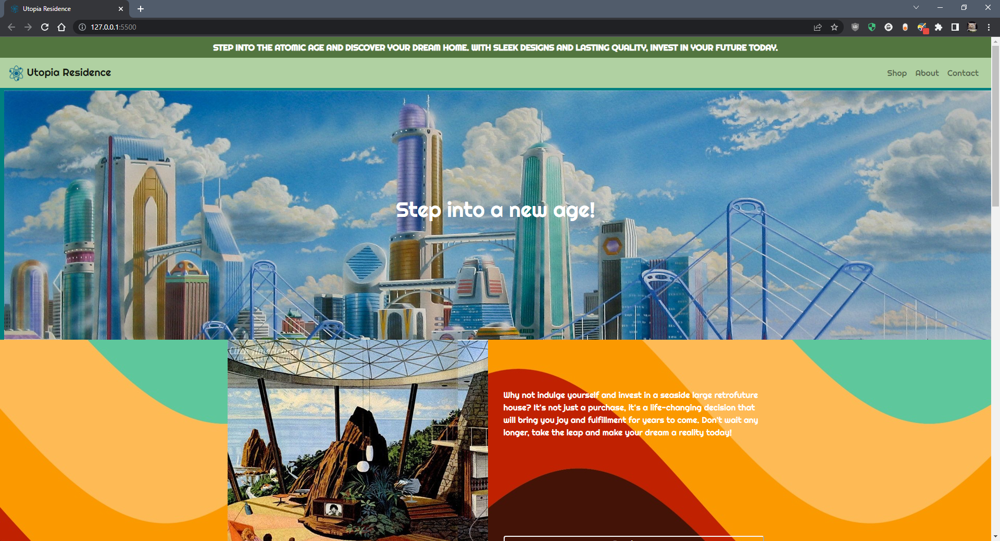 Utopia Residence
127.0.0.1:5500
STEP INTO THE ATOMIC AGE AND DISCOVER YOUR DREAM HOME. WITH SLEEK DESIGNS AND LASTING QUALITY, INVEST IN YOUR FUTURE TODAY.
Utopia Residence
Shop About Contact
Step into a new age!
Click Americana
Why not indulge yourself and invest in a seaside large retrofuture
house? It's not just a purchase, it's a life-changing decision that
will bring you joy and fulfillment for years to come. Don't wait any
longer, take the leap and make your dream a reality today!